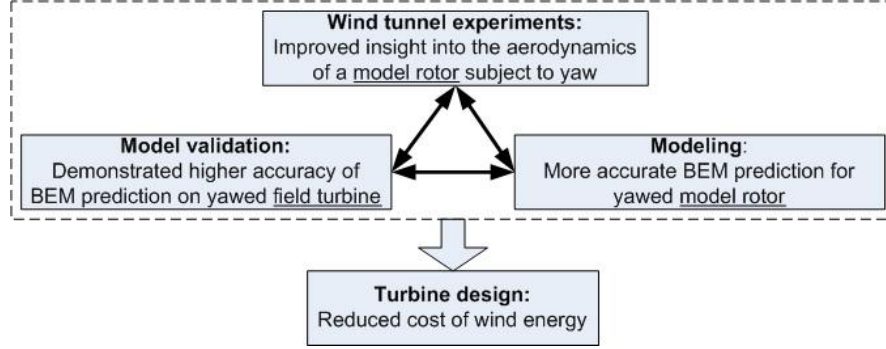 Wind tunnel experiments:
Improved insight into the aerodynamics
of a model rotor subject to yaw
Model validation:
Demonstrated higher accuracy of
BEM prediction on yawed field turbine
Modeling:
More accurate BEM prediction for
yawed model rotor
Turbine design:
Reduced cost of wind energy